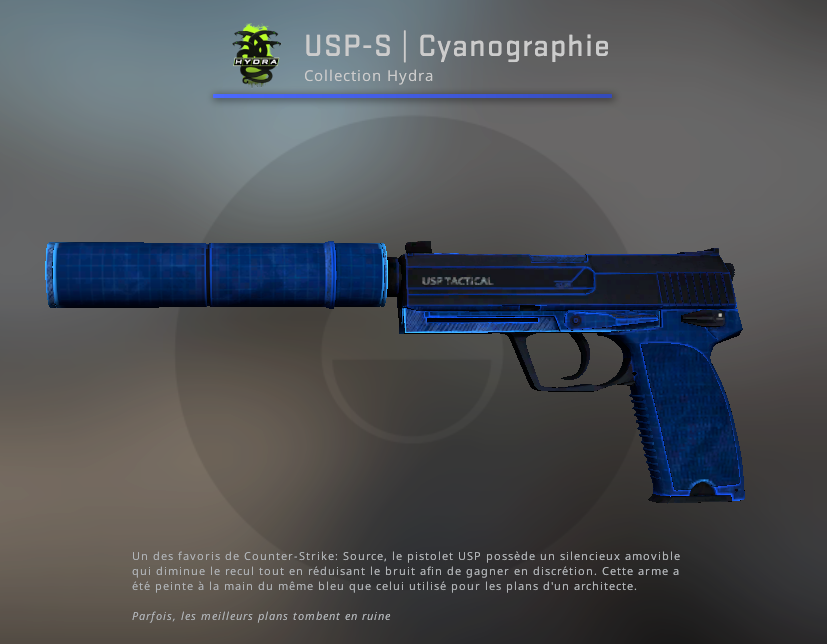 HYDRA
USP-S | Cyanographie
Collection Hydra
USP TACTICAL
Un des favoris de Counter-Strike: Source, le pistolet USP possède un silencieux amovible
qui diminue le recul tout en réduisant le bruit afin de gagner en discrétion. Cette arme a
été peinte à la main du même bleu que celui utilisé pour les plans d'un architecte.
Parfois, les meilleurs plans tombent en ruine